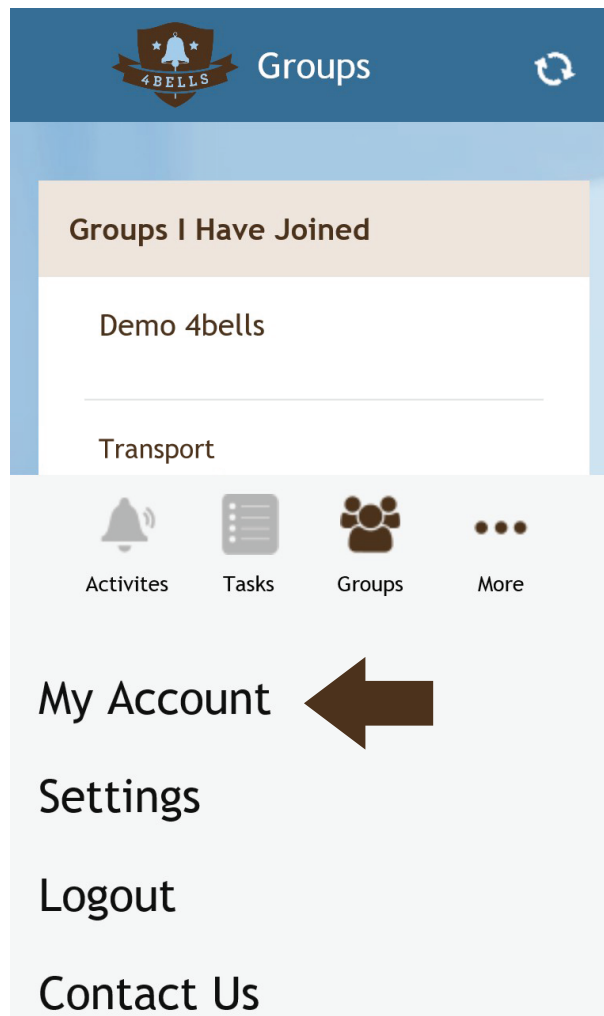 4BELLS
Groups
Groups I Have Joined
Demo 4bells
Transport
Activites Tasks Groups More
My Account
Settings
Logout
Contact Us